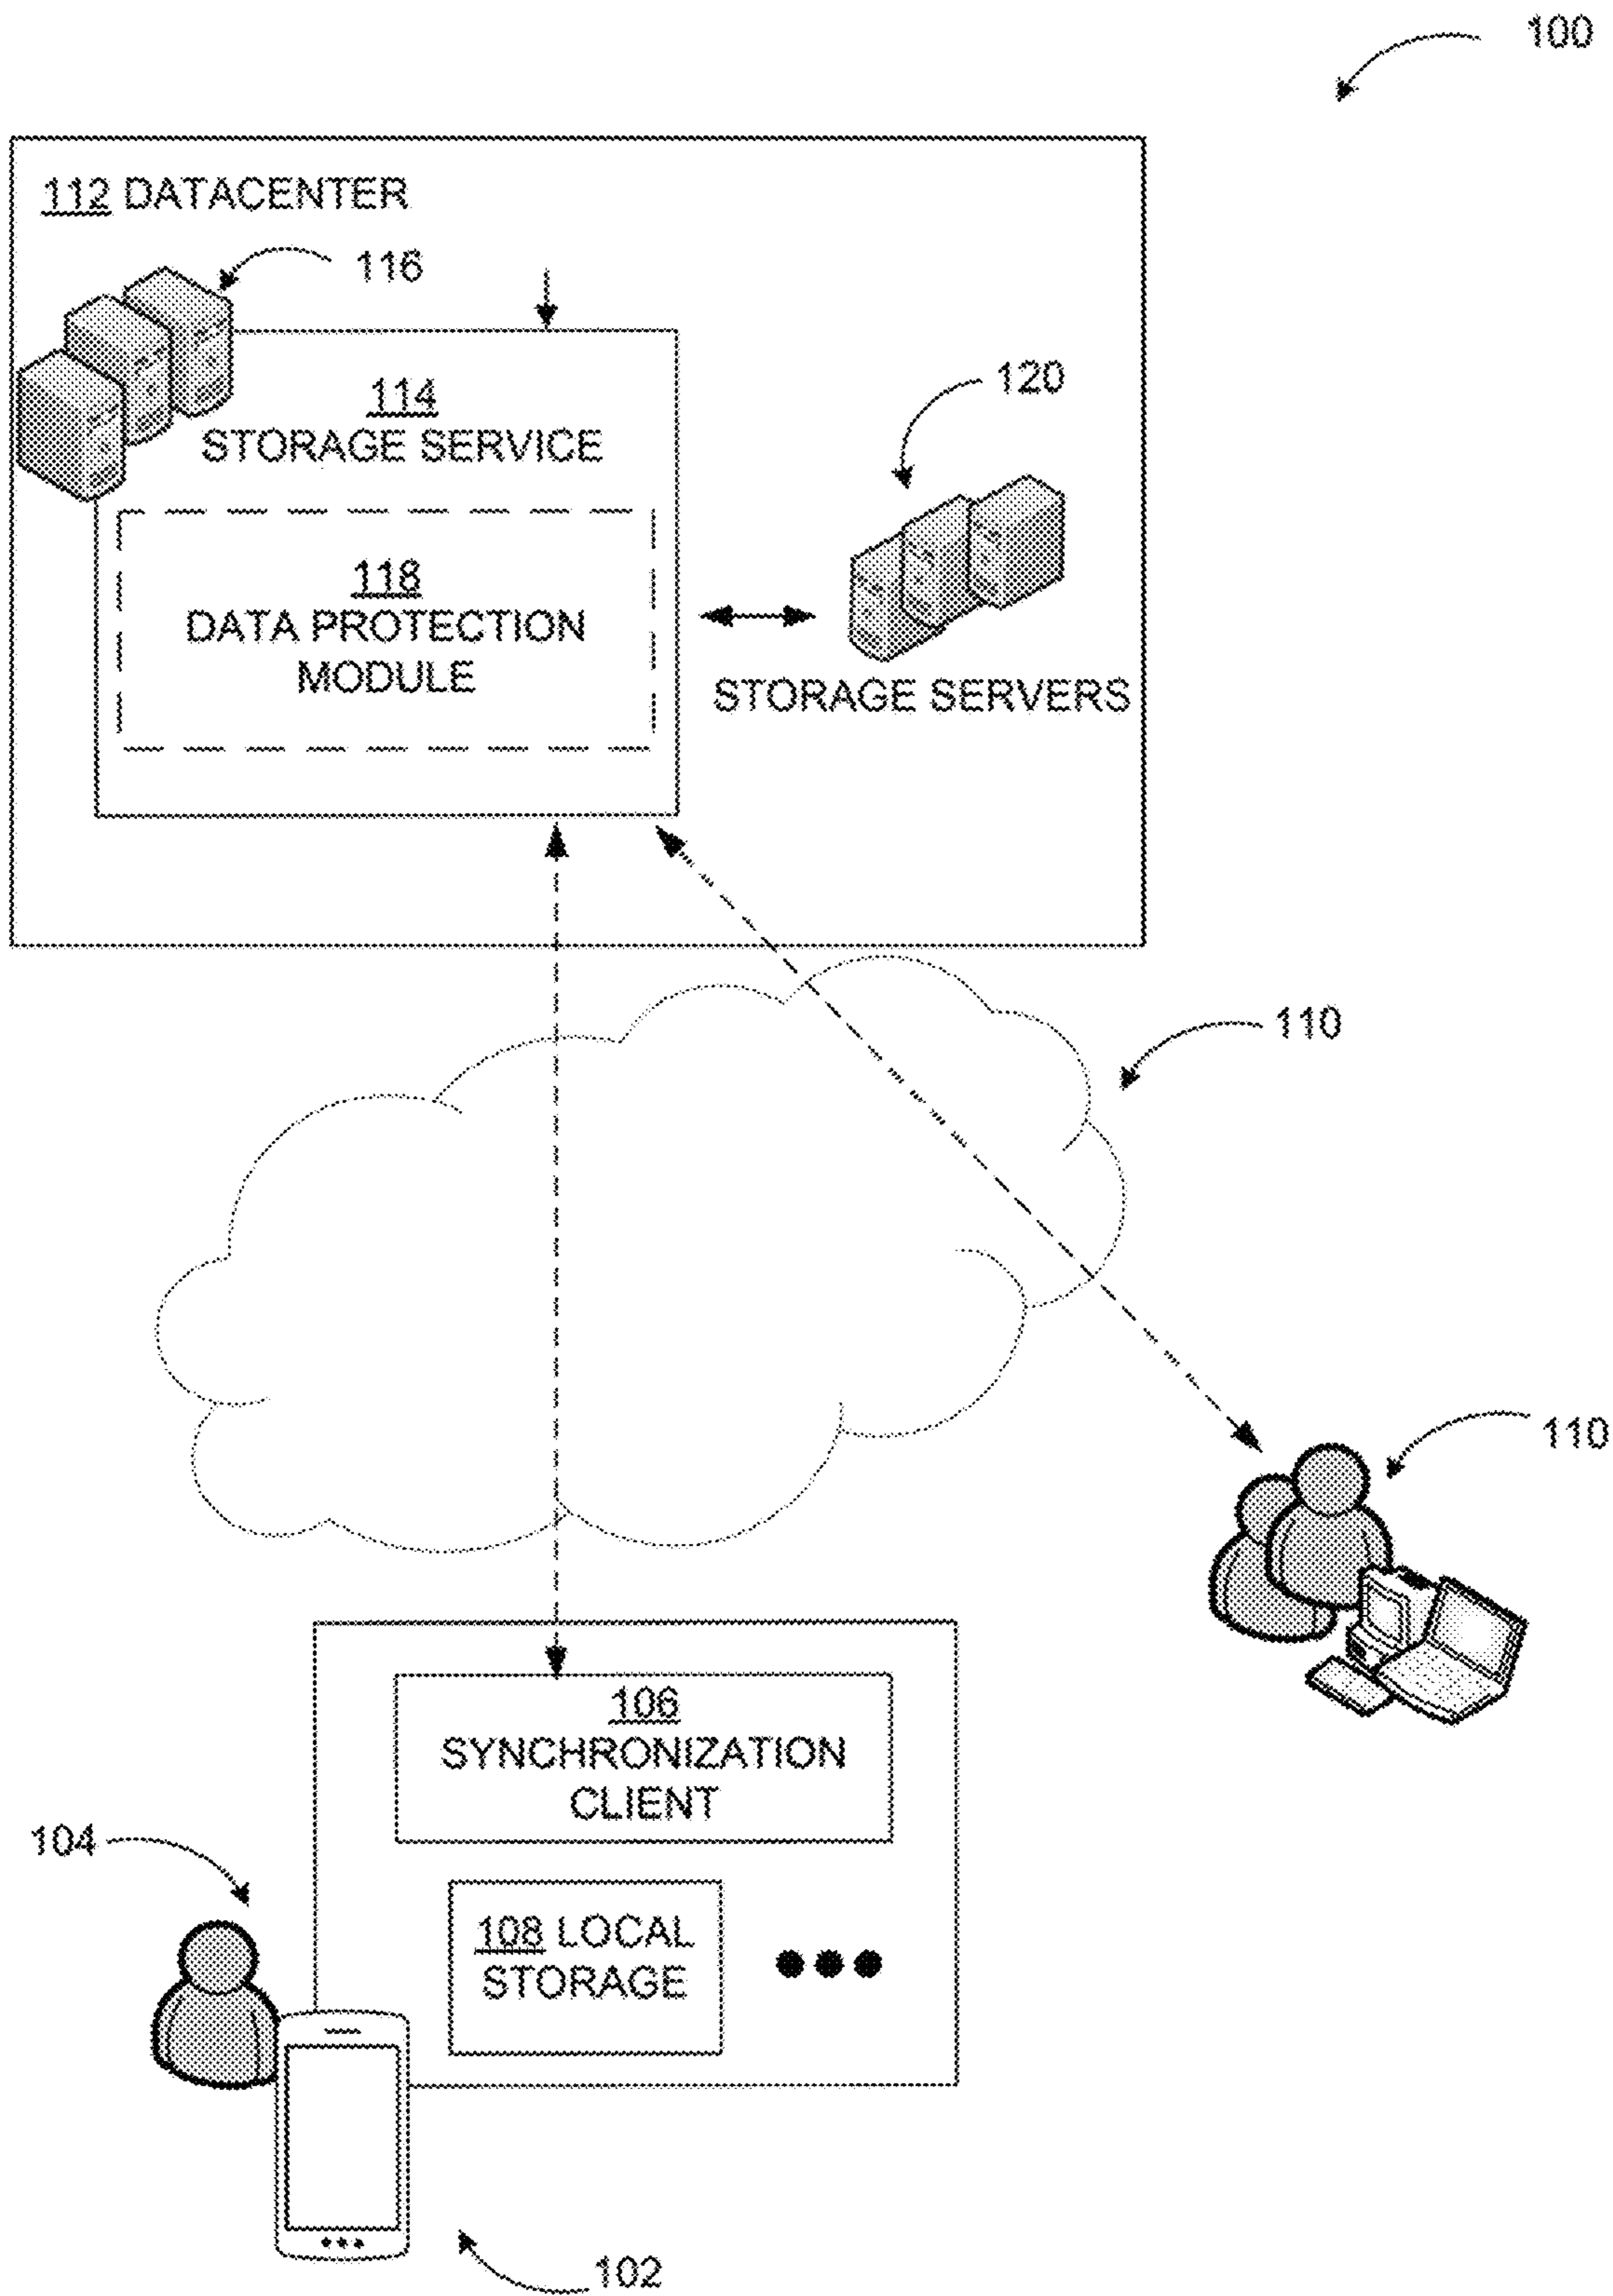 100
112 DATACENTER
116
114
STORAGE SERVICE
120
118
DATA PROTECTION
MODULE
STORAGE SERVERS
110
110
106
SYNCHRONIZATION
CLIENT
104
108 LOCAL
STORAGE
102